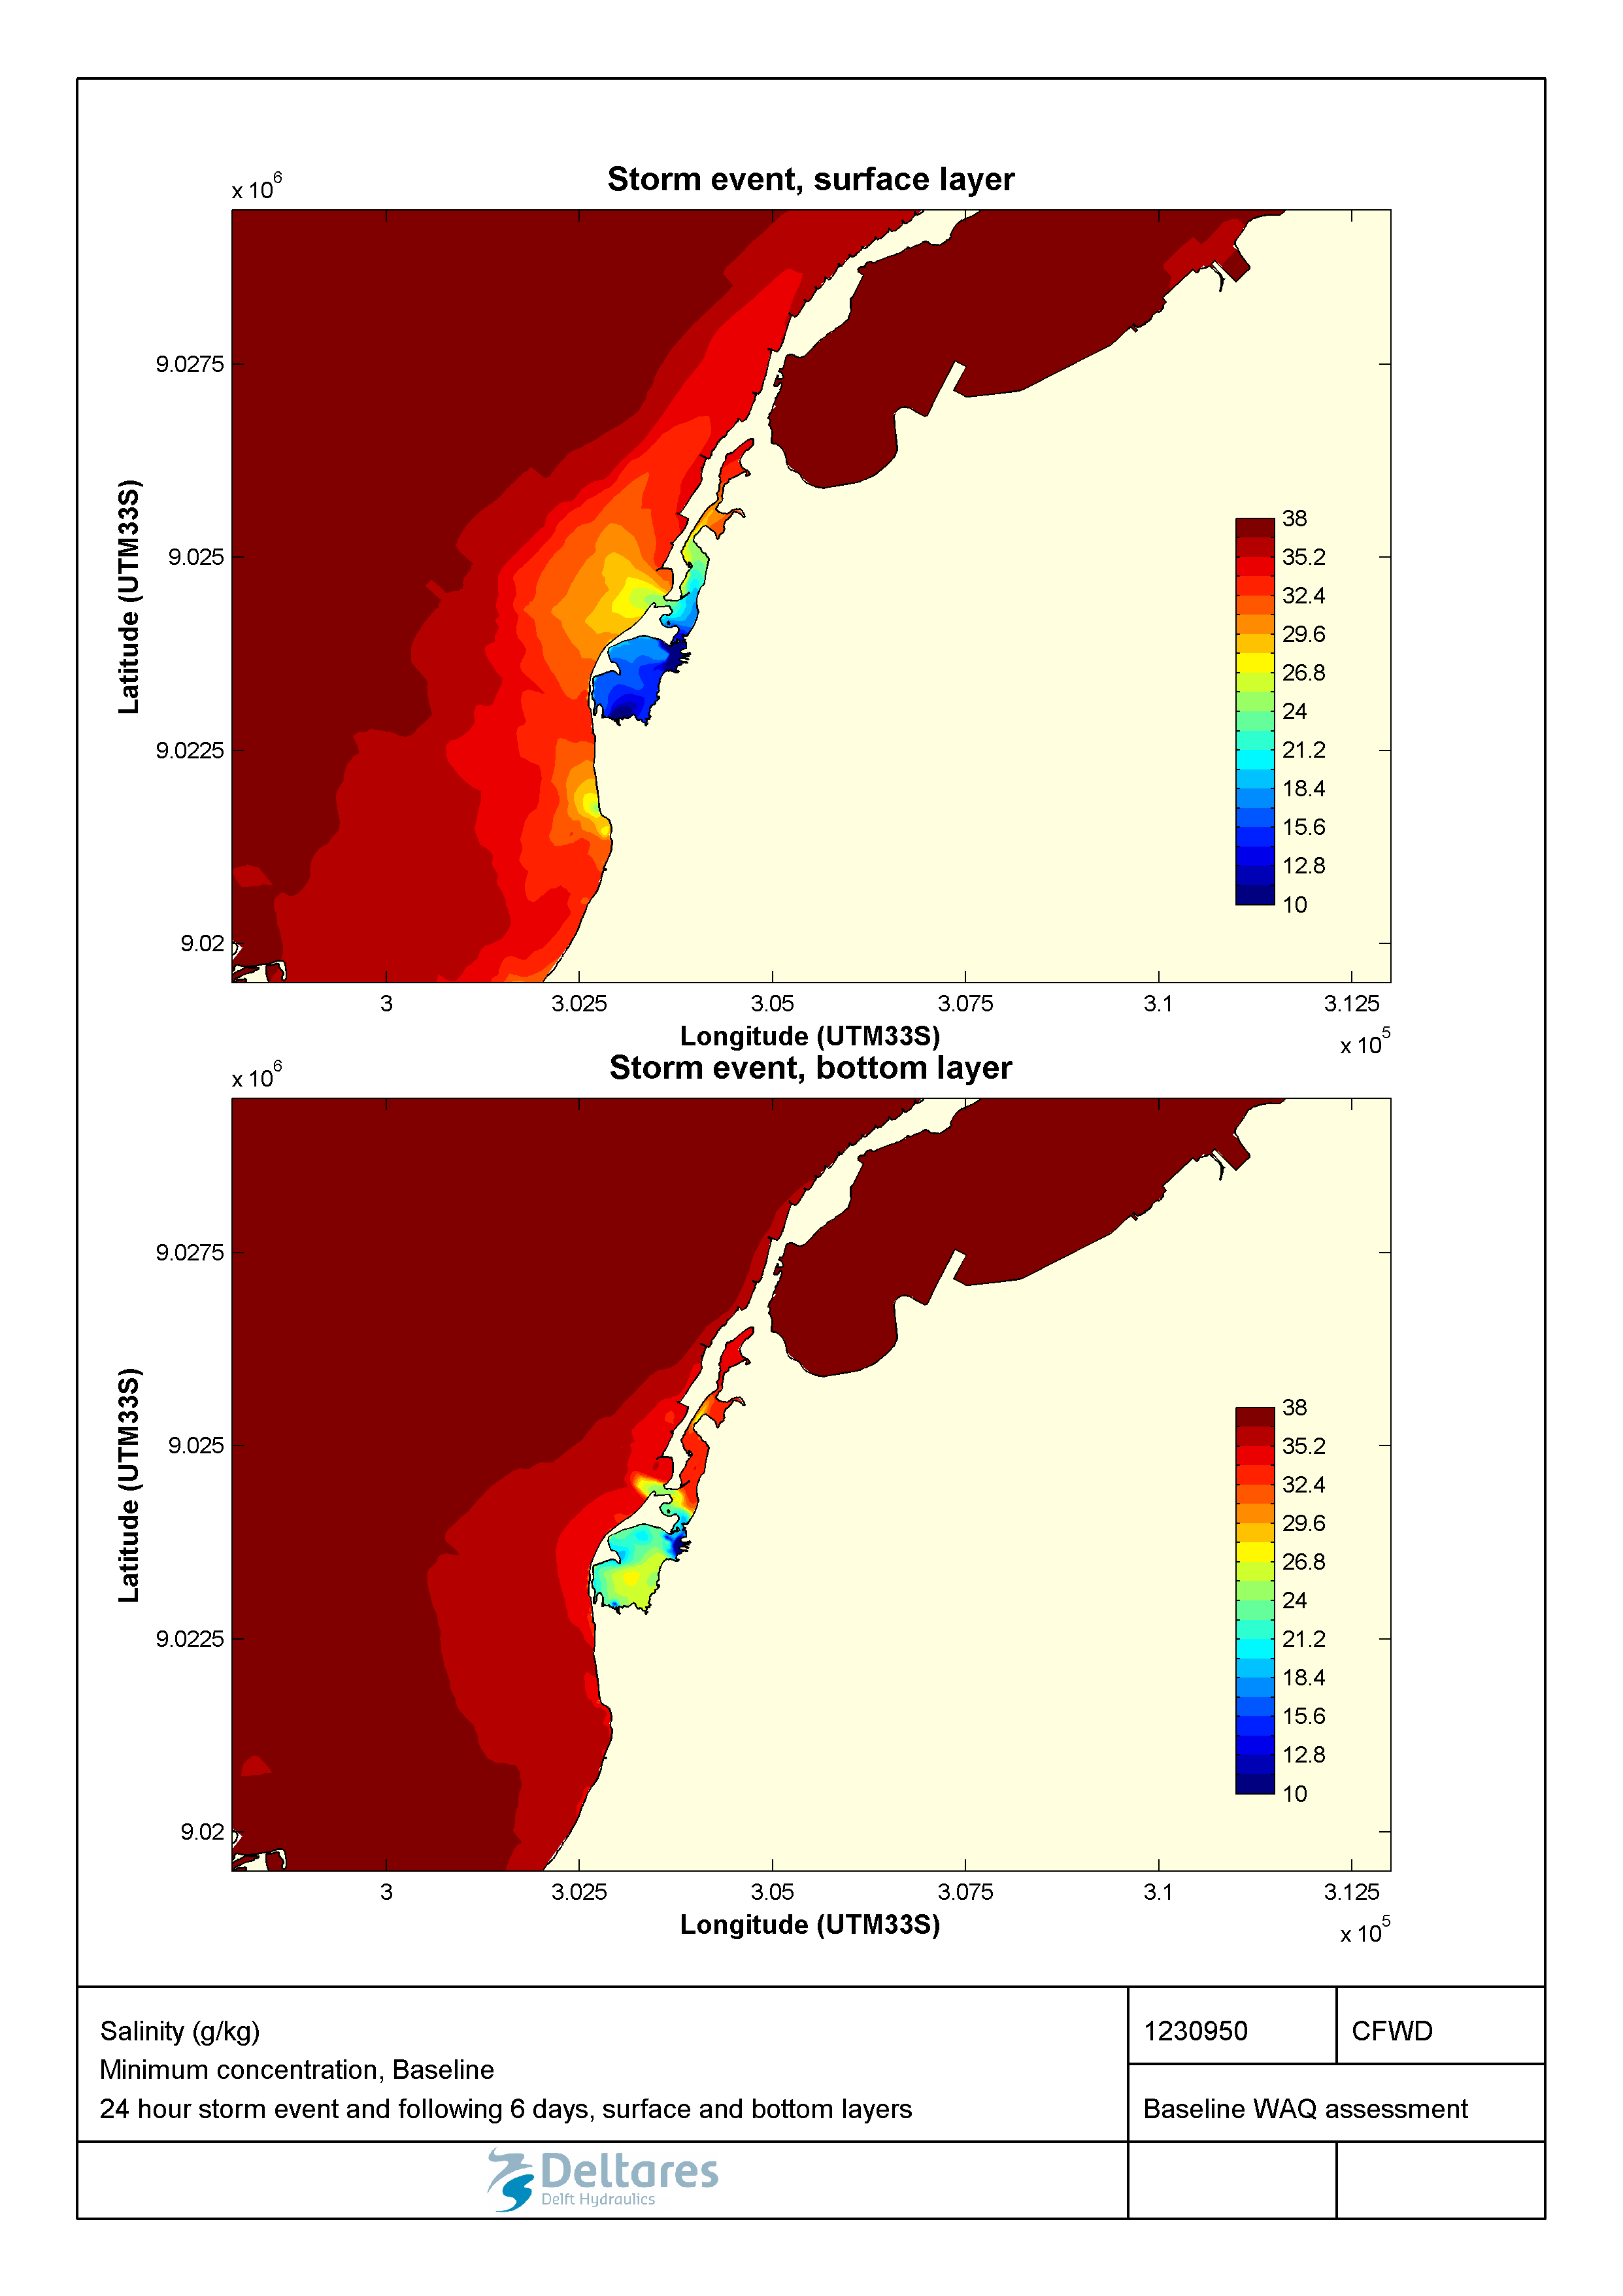 Storm event, surface layer
x 10^6
9.0275
9.025
9.0225
9.02
Latitude (UTM33S)
38
35.2
32.4
29.6
26.8
24
21.2
18.4
15.6
12.8
10
3 3.025 3.05 3.075 3.1 3.125
Longitude (UTM33S)
x 10^5
Storm event, bottom layer
x 10^6
9.0275
9.025
9.0225
9.02
Latitude (UTM33S)
38
35.2
32.4
29.6
26.8
24
21.2
18.4
15.6
12.8
10
3 3.025 3.05 3.075 3.1 3.125
Longitude (UTM33S)
x 10^5
Salinity (g/kg)
Minimum concentration, Baseline
24 hour storm event and following 6 days, surface and bottom layers
1230950
CFWD
Baseline WAQ assessment
Deltares
Delft Hydraulics